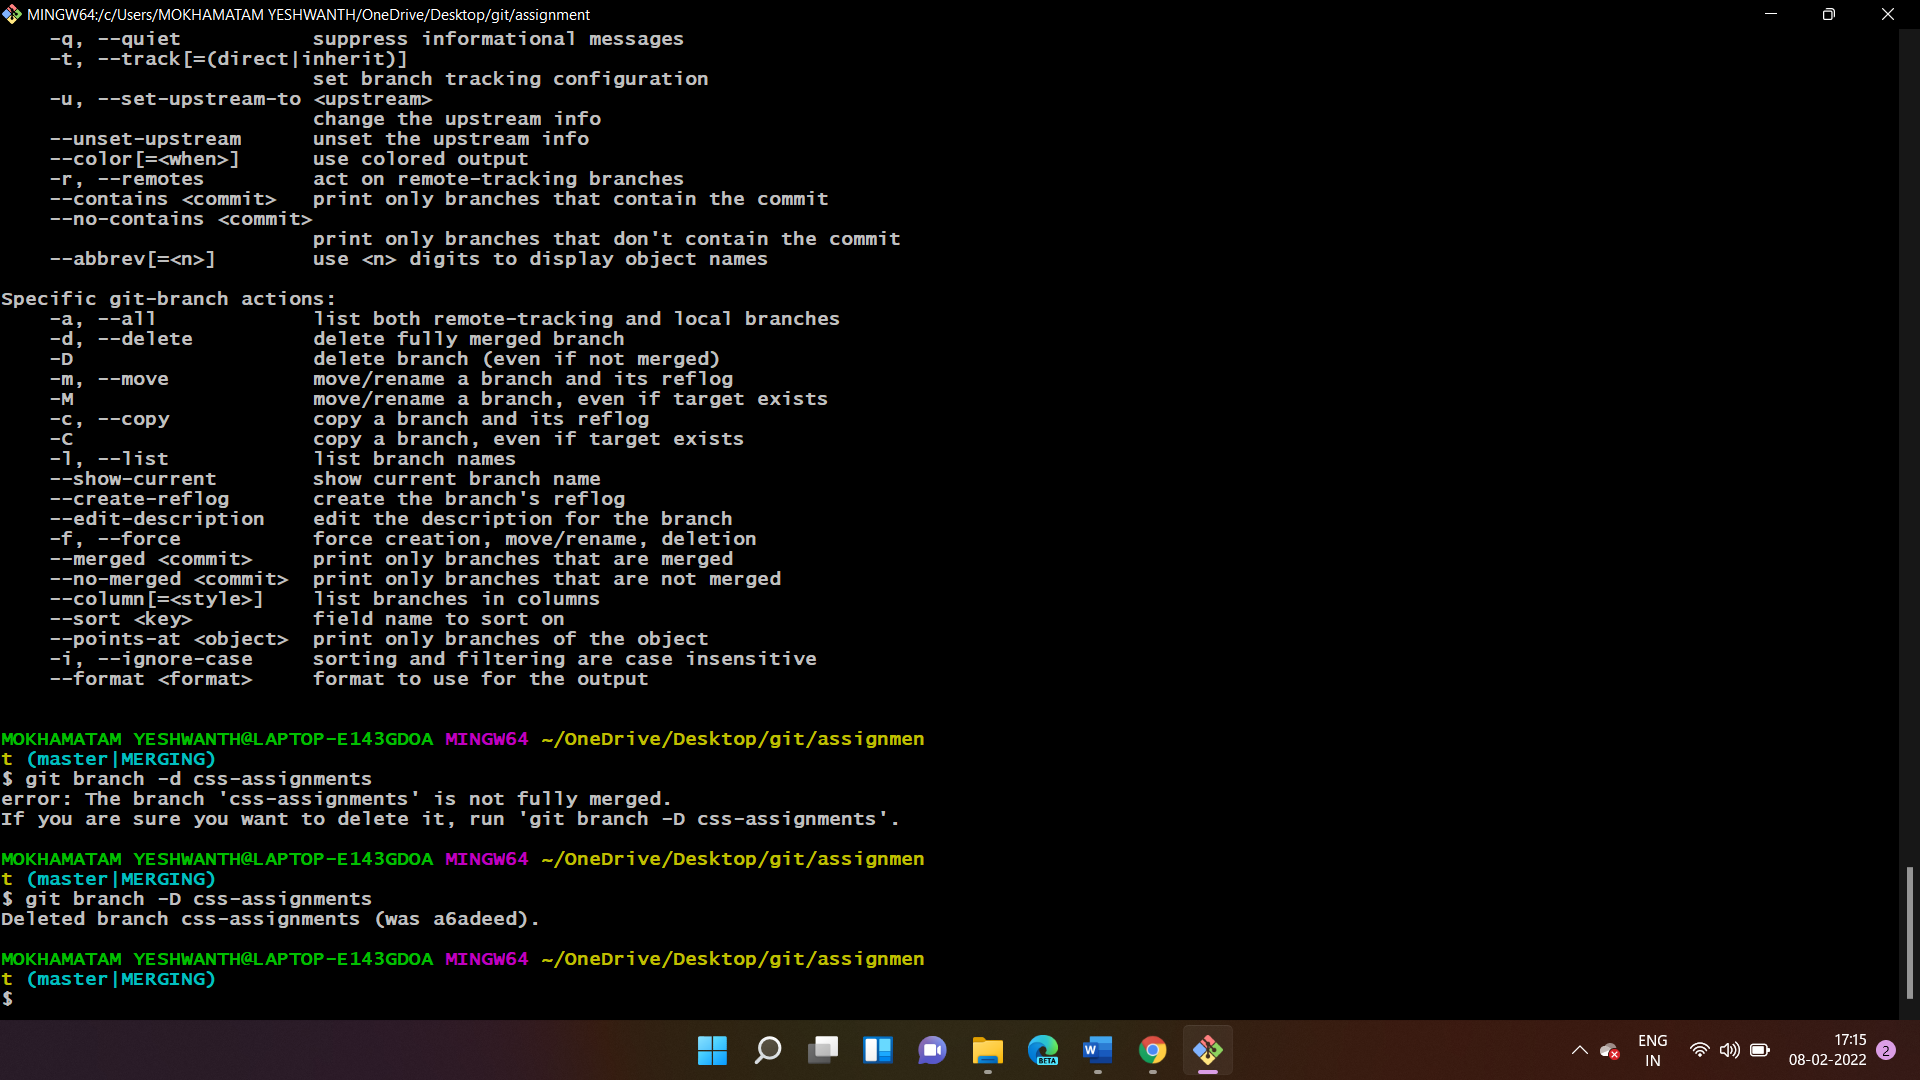 MINGW64:/c/Users/MOKHAMATAM YESHWANTH/OneDrive/Desktop/git/assignment
    -q, --quiet           suppress informational messages
    -t, --track[=(direct|inherit)]
                          set branch tracking configuration
    -u, --set-upstream-to <upstream>
                          change the upstream info
    --unset-upstream      unset the upstream info
    --color[=<when>]      use colored output
    -r, --remotes         act on remote-tracking branches
    --contains <commit>   print only branches that contain the commit
    --no-contains <commit>
                          print only branches that don't contain the commit
    --abbrev[=<n>]        use <n> digits to display object names

Specific git-branch actions:
    -a, --all             list both remote-tracking and local branches
    -d, --delete          delete fully merged branch
    -D                    delete branch (even if not merged)
    -m, --move            move/rename a branch and its reflog
    -M                    move/rename a branch, even if target exists
    -c, --copy            copy a branch and its reflog
    -C                    copy a branch, even if target exists
    -l, --list            list branch names
    --show-current        show current branch name
    --create-reflog       create the branch's reflog
    --edit-description    edit the description for the branch
    -f, --force           force creation, move/rename, deletion
    --merged <commit>     print only branches that are merged
    --no-merged <commit>  print only branches that are not merged
    --column[=<style>]    list branches in columns
    --sort <key>          field name to sort on
    --points-at <object>  print only branches of the object
    -i, --ignore-case     sorting and filtering are case insensitive
    --format <format>     format to use for the output

MOKHAMATAM YESHWANTH@LAPTOP-E143GDOA MINGW64 ~/OneDrive/Desktop/git/assignmen
t (master|MERGING)
$ git branch -d css-assignments
error: The branch 'css-assignments' is not fully merged.
If you are sure you want to delete it, run 'git branch -D css-assignments'.

MOKHAMATAM YESHWANTH@LAPTOP-E143GDOA MINGW64 ~/OneDrive/Desktop/git/assignmen
t (master|MERGING)
$ git branch -D css-assignments
Deleted branch css-assignments (was a6adeed).

MOKHAMATAM YESHWANTH@LAPTOP-E143GDOA MINGW64 ~/OneDrive/Desktop/git/assignmen
t (master|MERGING)
$
BETA
W
ENG
IN
17:15
08-02-2022
2